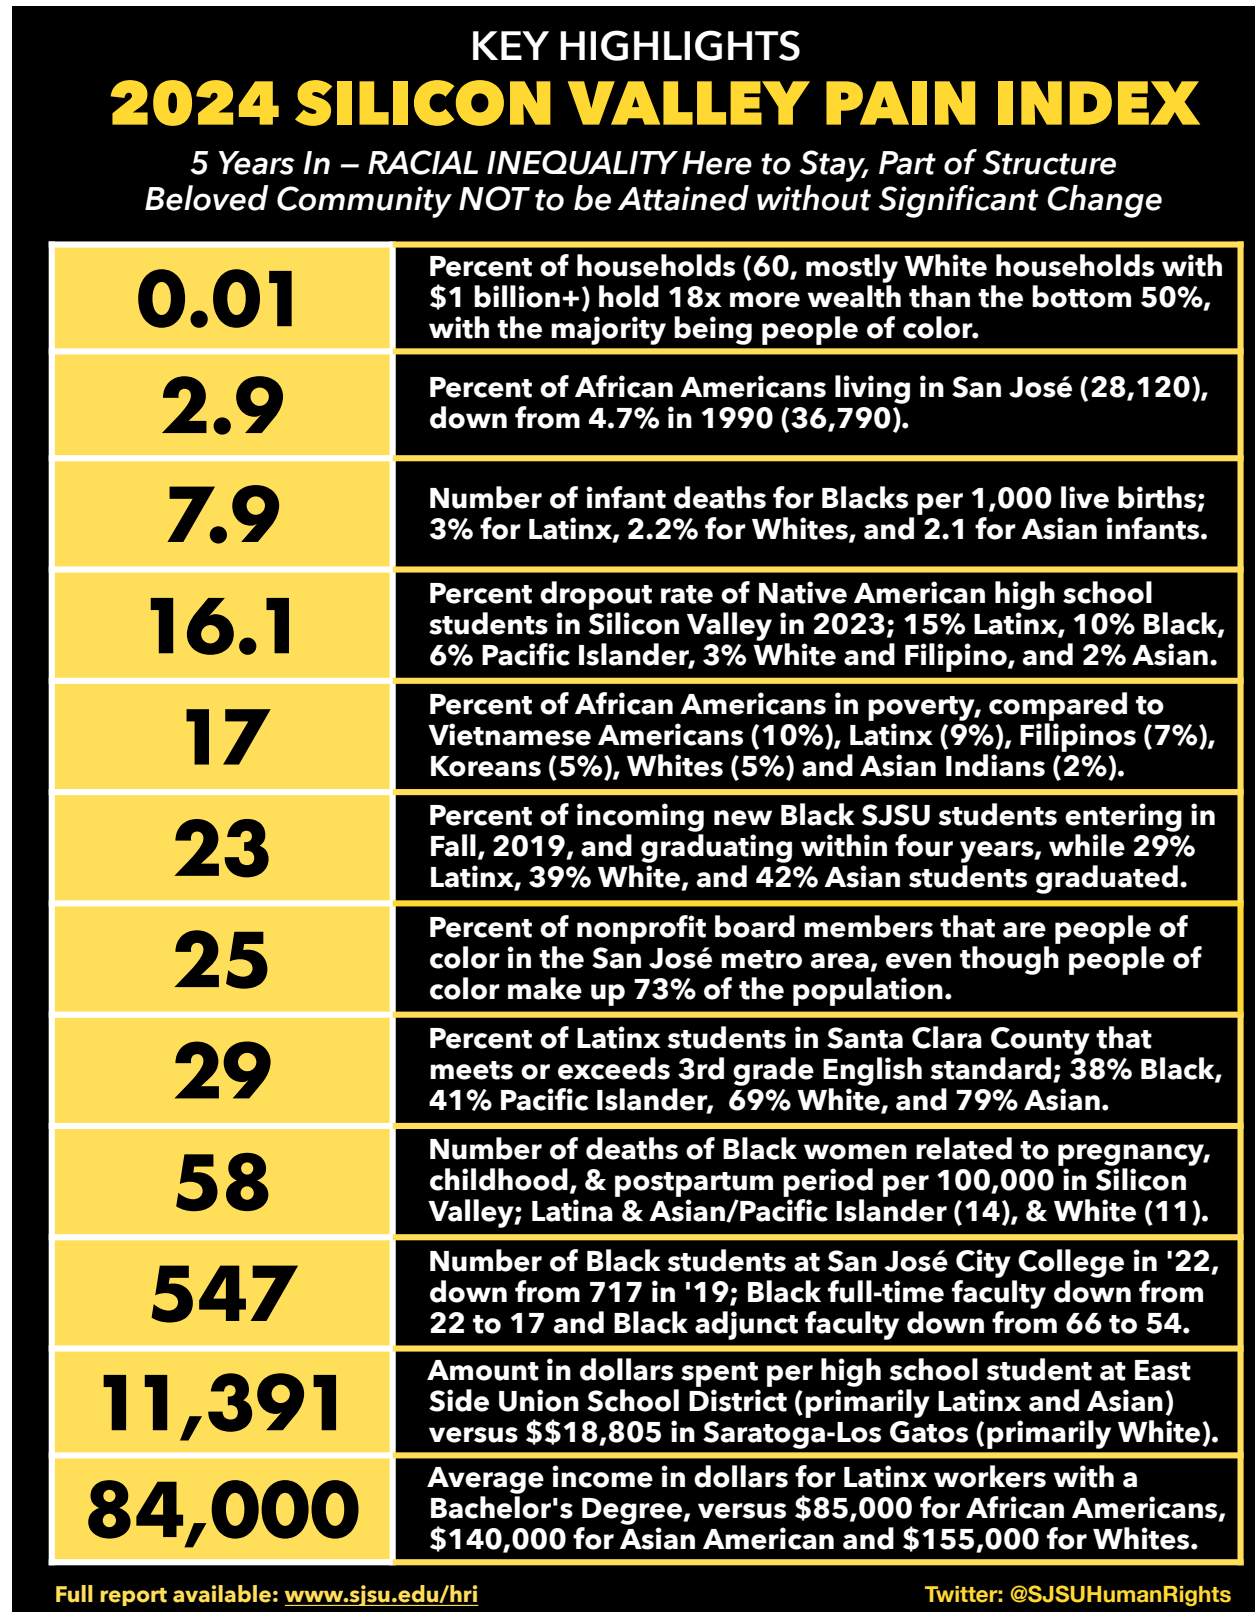 KEY HIGHLIGHTS
2024 SILICON VALLEY PAIN INDEX
5 Years In – RACIAL INEQUALITY Here to Stay, Part of Structure
Beloved Community NOT to be Attained without Significant Change
0.01
Percent of households (60, mostly White households with
$1 billion+) hold 18x more wealth than the bottom 50%,
with the majority being people of color.
2.9
Percent of African Americans living in San José (28,120),
down from 4.7% in 1990 (36,790).
7.9
Number of infant deaths for Blacks per 1,000 live births;
3% for Latinx, 2.2% for Whites, and 2.1 for Asian infants.
16.1
Percent dropout rate of Native American high school
students in Silicon Valley in 2023; 15% Latinx, 10% Black,
6% Pacific Islander, 3% White and Filipino, and 2% Asian.
17
Percent of African Americans in poverty, compared to
Vietnamese Americans (10%), Latinx (9%), Filipinos (7%),
Koreans (5%), Whites (5%) and Asian Indians (2%).
23
Percent of incoming new Black SJSU students entering in
Fall, 2019, and graduating within four years, while 29%
Latinx, 39% White, and 42% Asian students graduated.
25
Percent of nonprofit board members that are people of
color in the San José metro area, even though people of
color make up 73% of the population.
29
Percent of Latinx students in Santa Clara County that
meets or exceeds 3rd grade English standard; 38% Black,
41% Pacific Islander, 69% White, and 79% Asian.
58
Number of deaths of Black women related to pregnancy,
childhood, & postpartum period per 100,000 in Silicon
Valley; Latina & Asian/Pacific Islander (14), & White (11).
547
Number of Black students at San José City College in '22,
down from 717 in '19; Black full-time faculty down from
22 to 17 and Black adjunct faculty down from 66 to 54.
11,391
Amount in dollars spent per high school student at East
Side Union School District (primarily Latinx and Asian)
versus $$18,805 in Saratoga-Los Gatos (primarily White).
84,000
Average income in dollars for Latinx workers with a
Bachelor's Degree, versus $85,000 for African Americans,
$140,000 for Asian American and $155,000 for Whites.
Full report available: www.sjsu.edu/hri
Twitter: @SJSUHumanRights